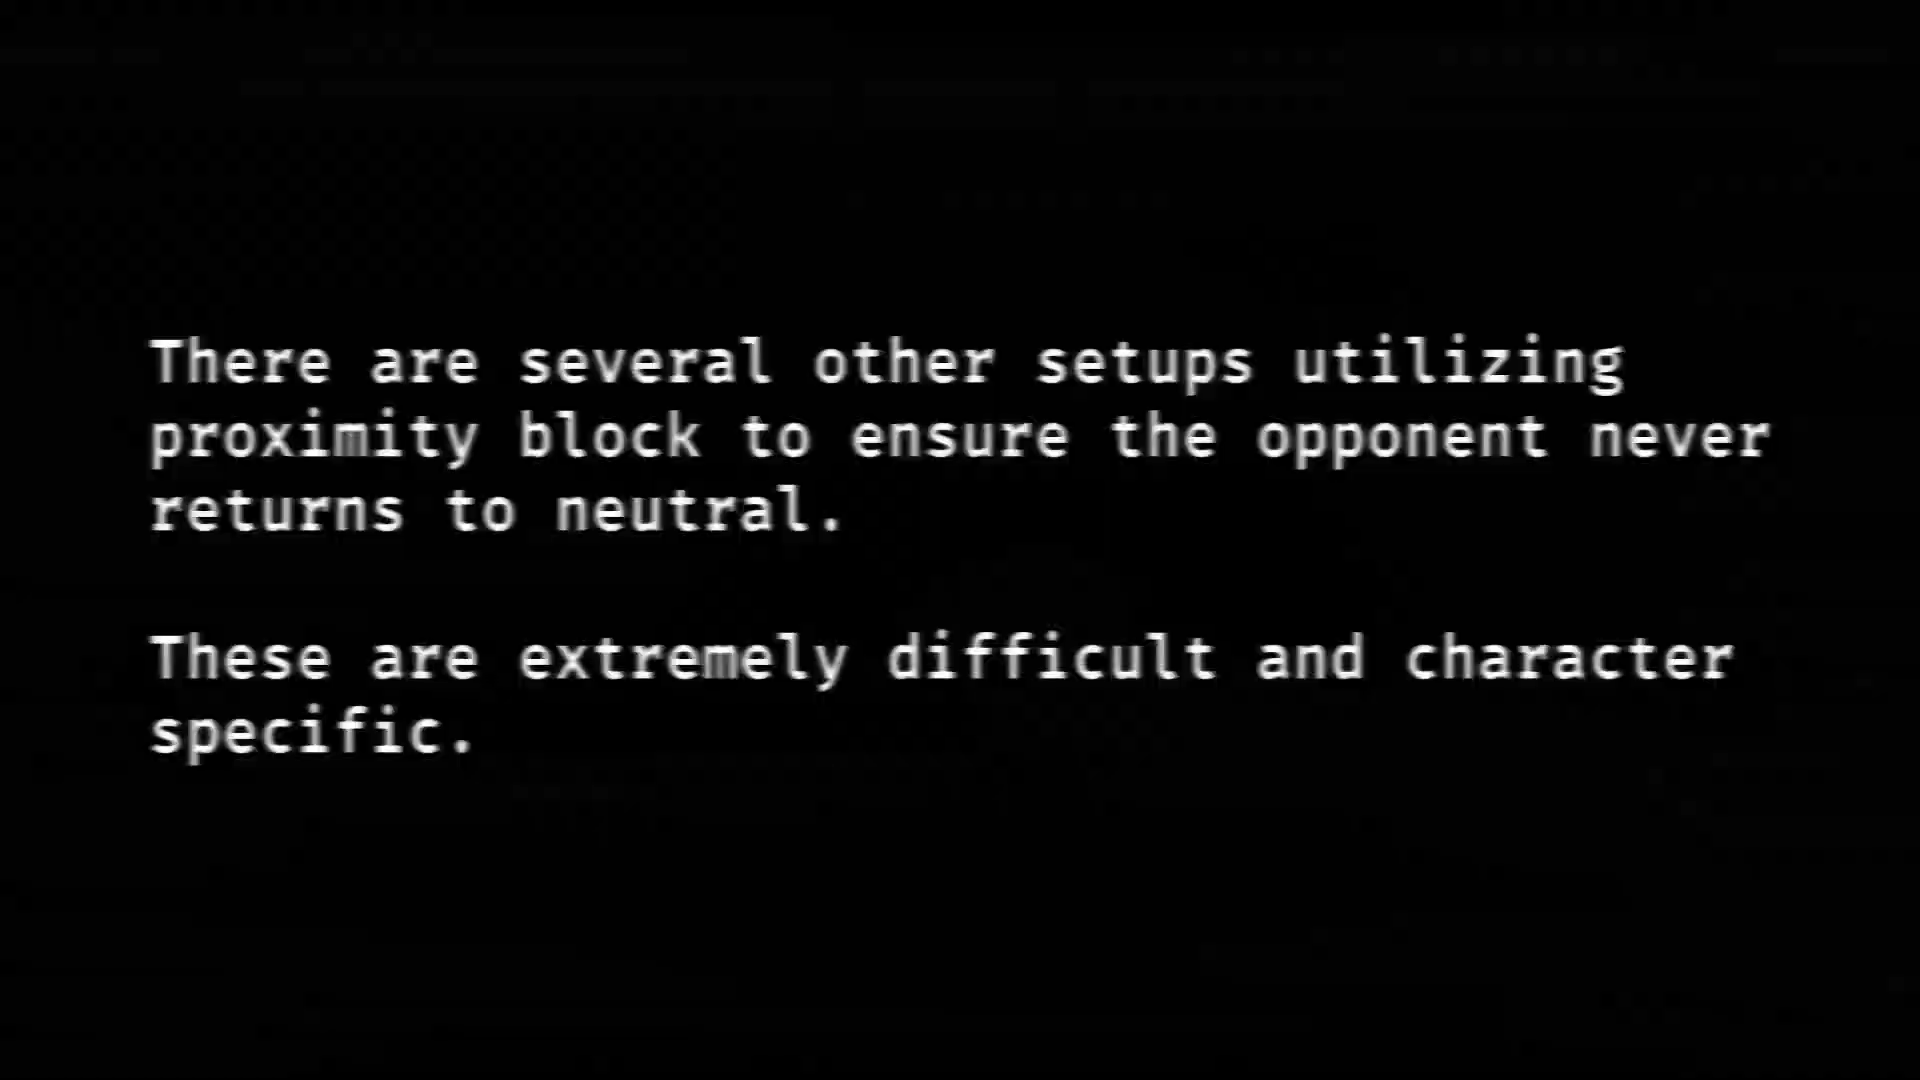 There are several other setups utilizing
proximity block to ensure the opponent never
returns to neutral.
These are extremely difficult and character
specific.